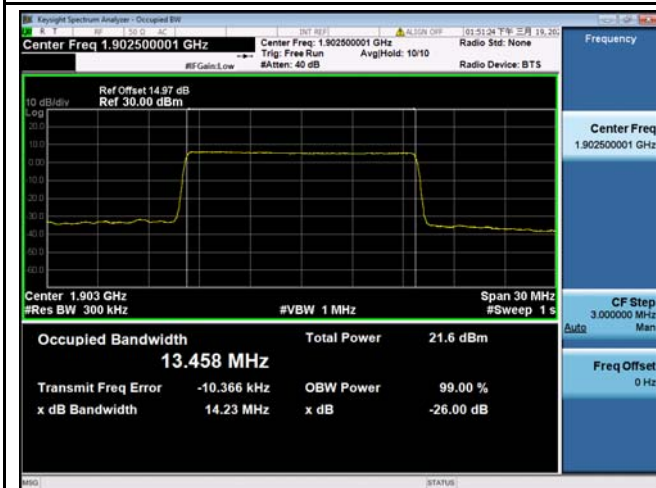 Keysight Spectrum Analyzer - Occupied BW
R T RF 50 Ω AC INT REF ALIGN OFF 01:51:24 下午 三月 19, 202
Center Freq 1.902500001 GHz
Center Freq: 1.902500001 GHz
Radio Std: None
Trig: Free Run Avg|Hold: 10/10
#IFGain:Low #Atten: 40 dB Radio Device: BTS
Ref Offset 14.97 dB
10 dB/div Ref 30.00 dBm
Log
20.0
10.0
0.00
10.0
20.0
30.0
40.0
50.0
60.0
Center 1.903 GHz Span 30 MHz
#Res BW 300 kHz #VBW 1 MHz #Sweep 1 s
Occupied Bandwidth Total Power 21.6 dBm
13.458 MHz
Transmit Freq Error -10.366 kHz OBW Power 99.00 %
x dB Bandwidth 14.23 MHz x dB -26.00 dB
MSG STATUS
Frequency
Center Freq
1.902500001 GHz
CF Step
3.000000 MHz
Auto Man
Freq Offset
0 Hz